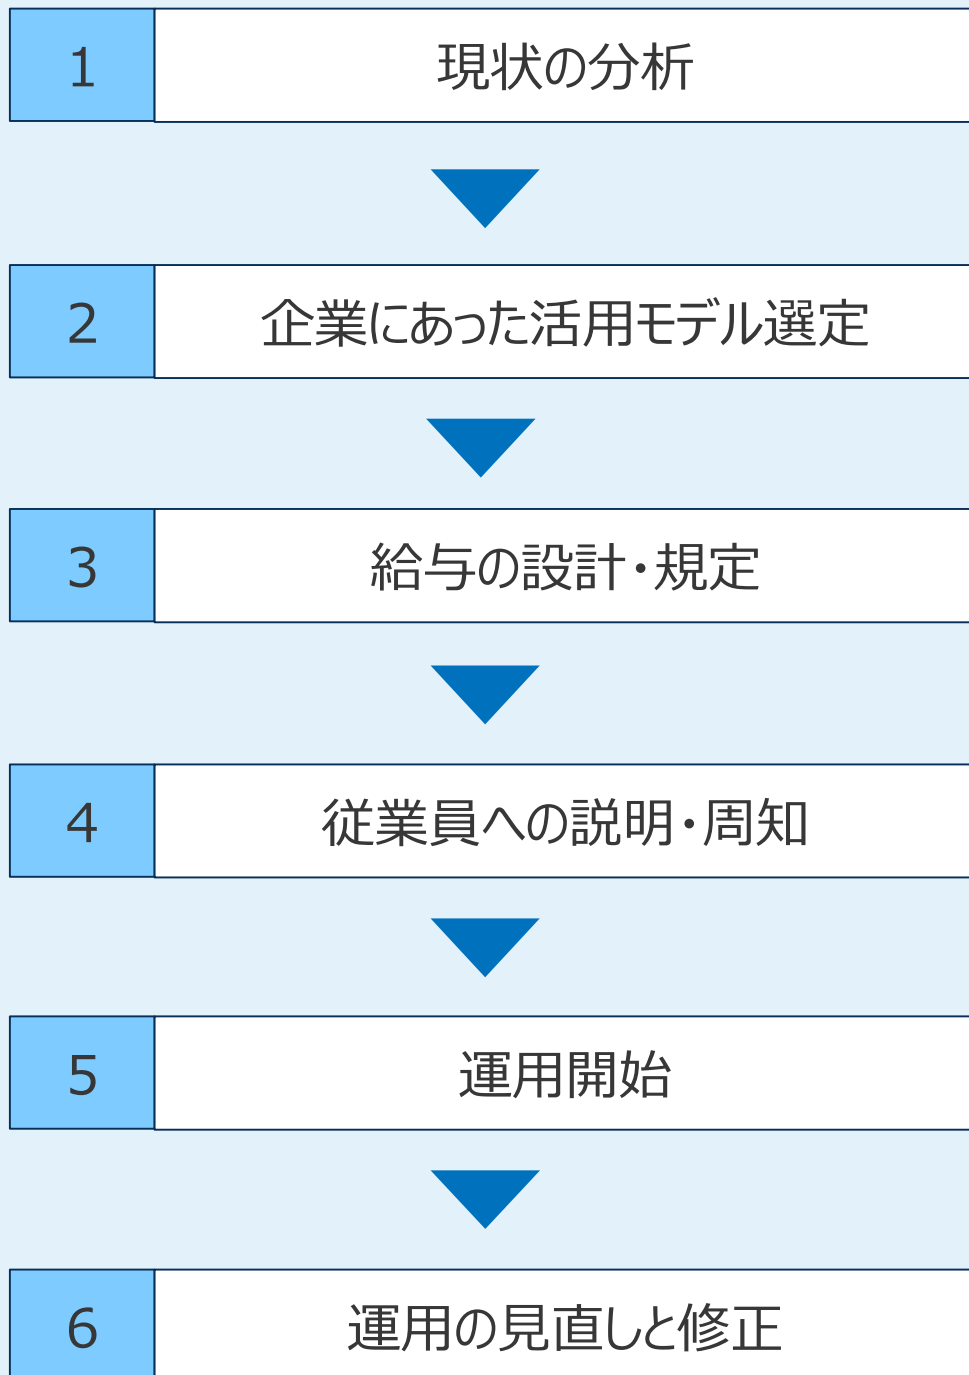 1 現状の分析
2 企業にあった活用モデル選定
3 給与の設計・規定
4 従業員への説明・周知
5 運用開始
6 運用の見直しと修正